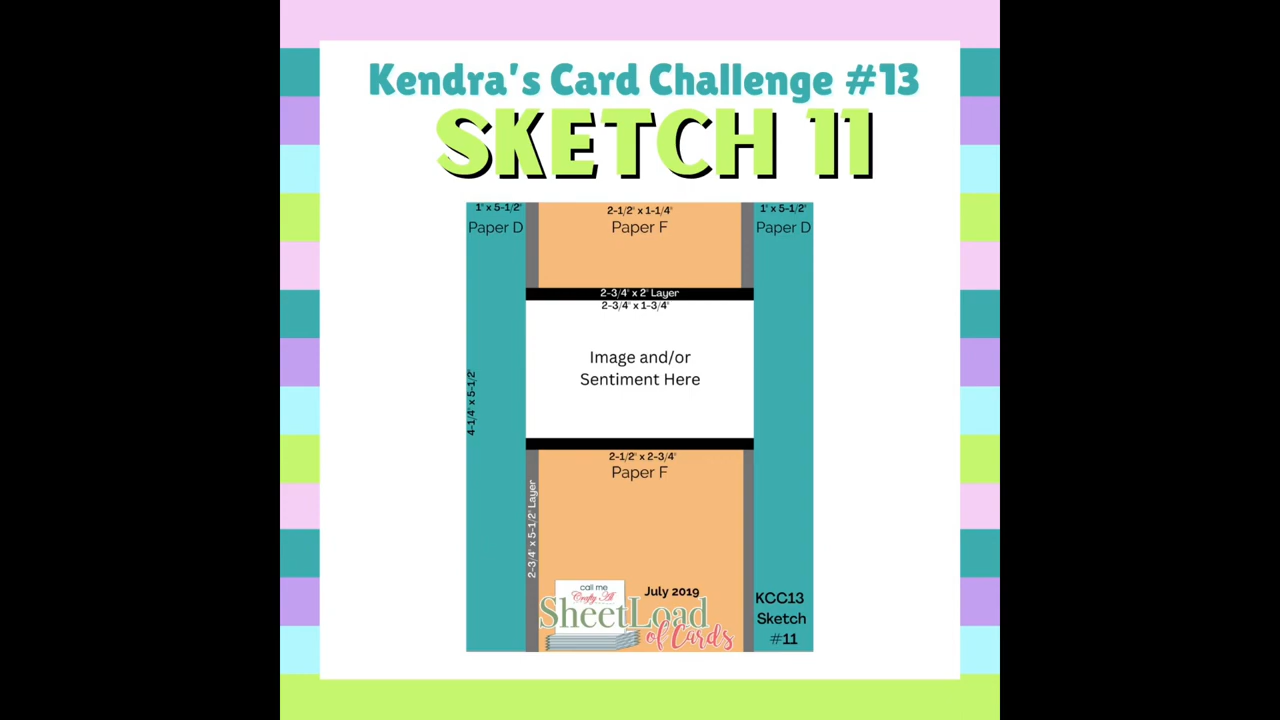 Kendra's Card Challenge #13
SKETCH 11
1" x 5-1/2"
Paper D
2-1/2" x 1-1/4"
Paper F
1" x 5-1/2"
Paper D
2-3/4" x 2" Layer
2-3/4" x 1-3/4"
Image and/or
Sentiment Here
4-1/4" x 5-1/2"
2-1/2" x 2-3/4"
Paper F
2-3/4" x 5-1/2" Layer
July 2019
call me
Crafty Al
SheetLoad
of Cards
KCC13
Sketch
#11